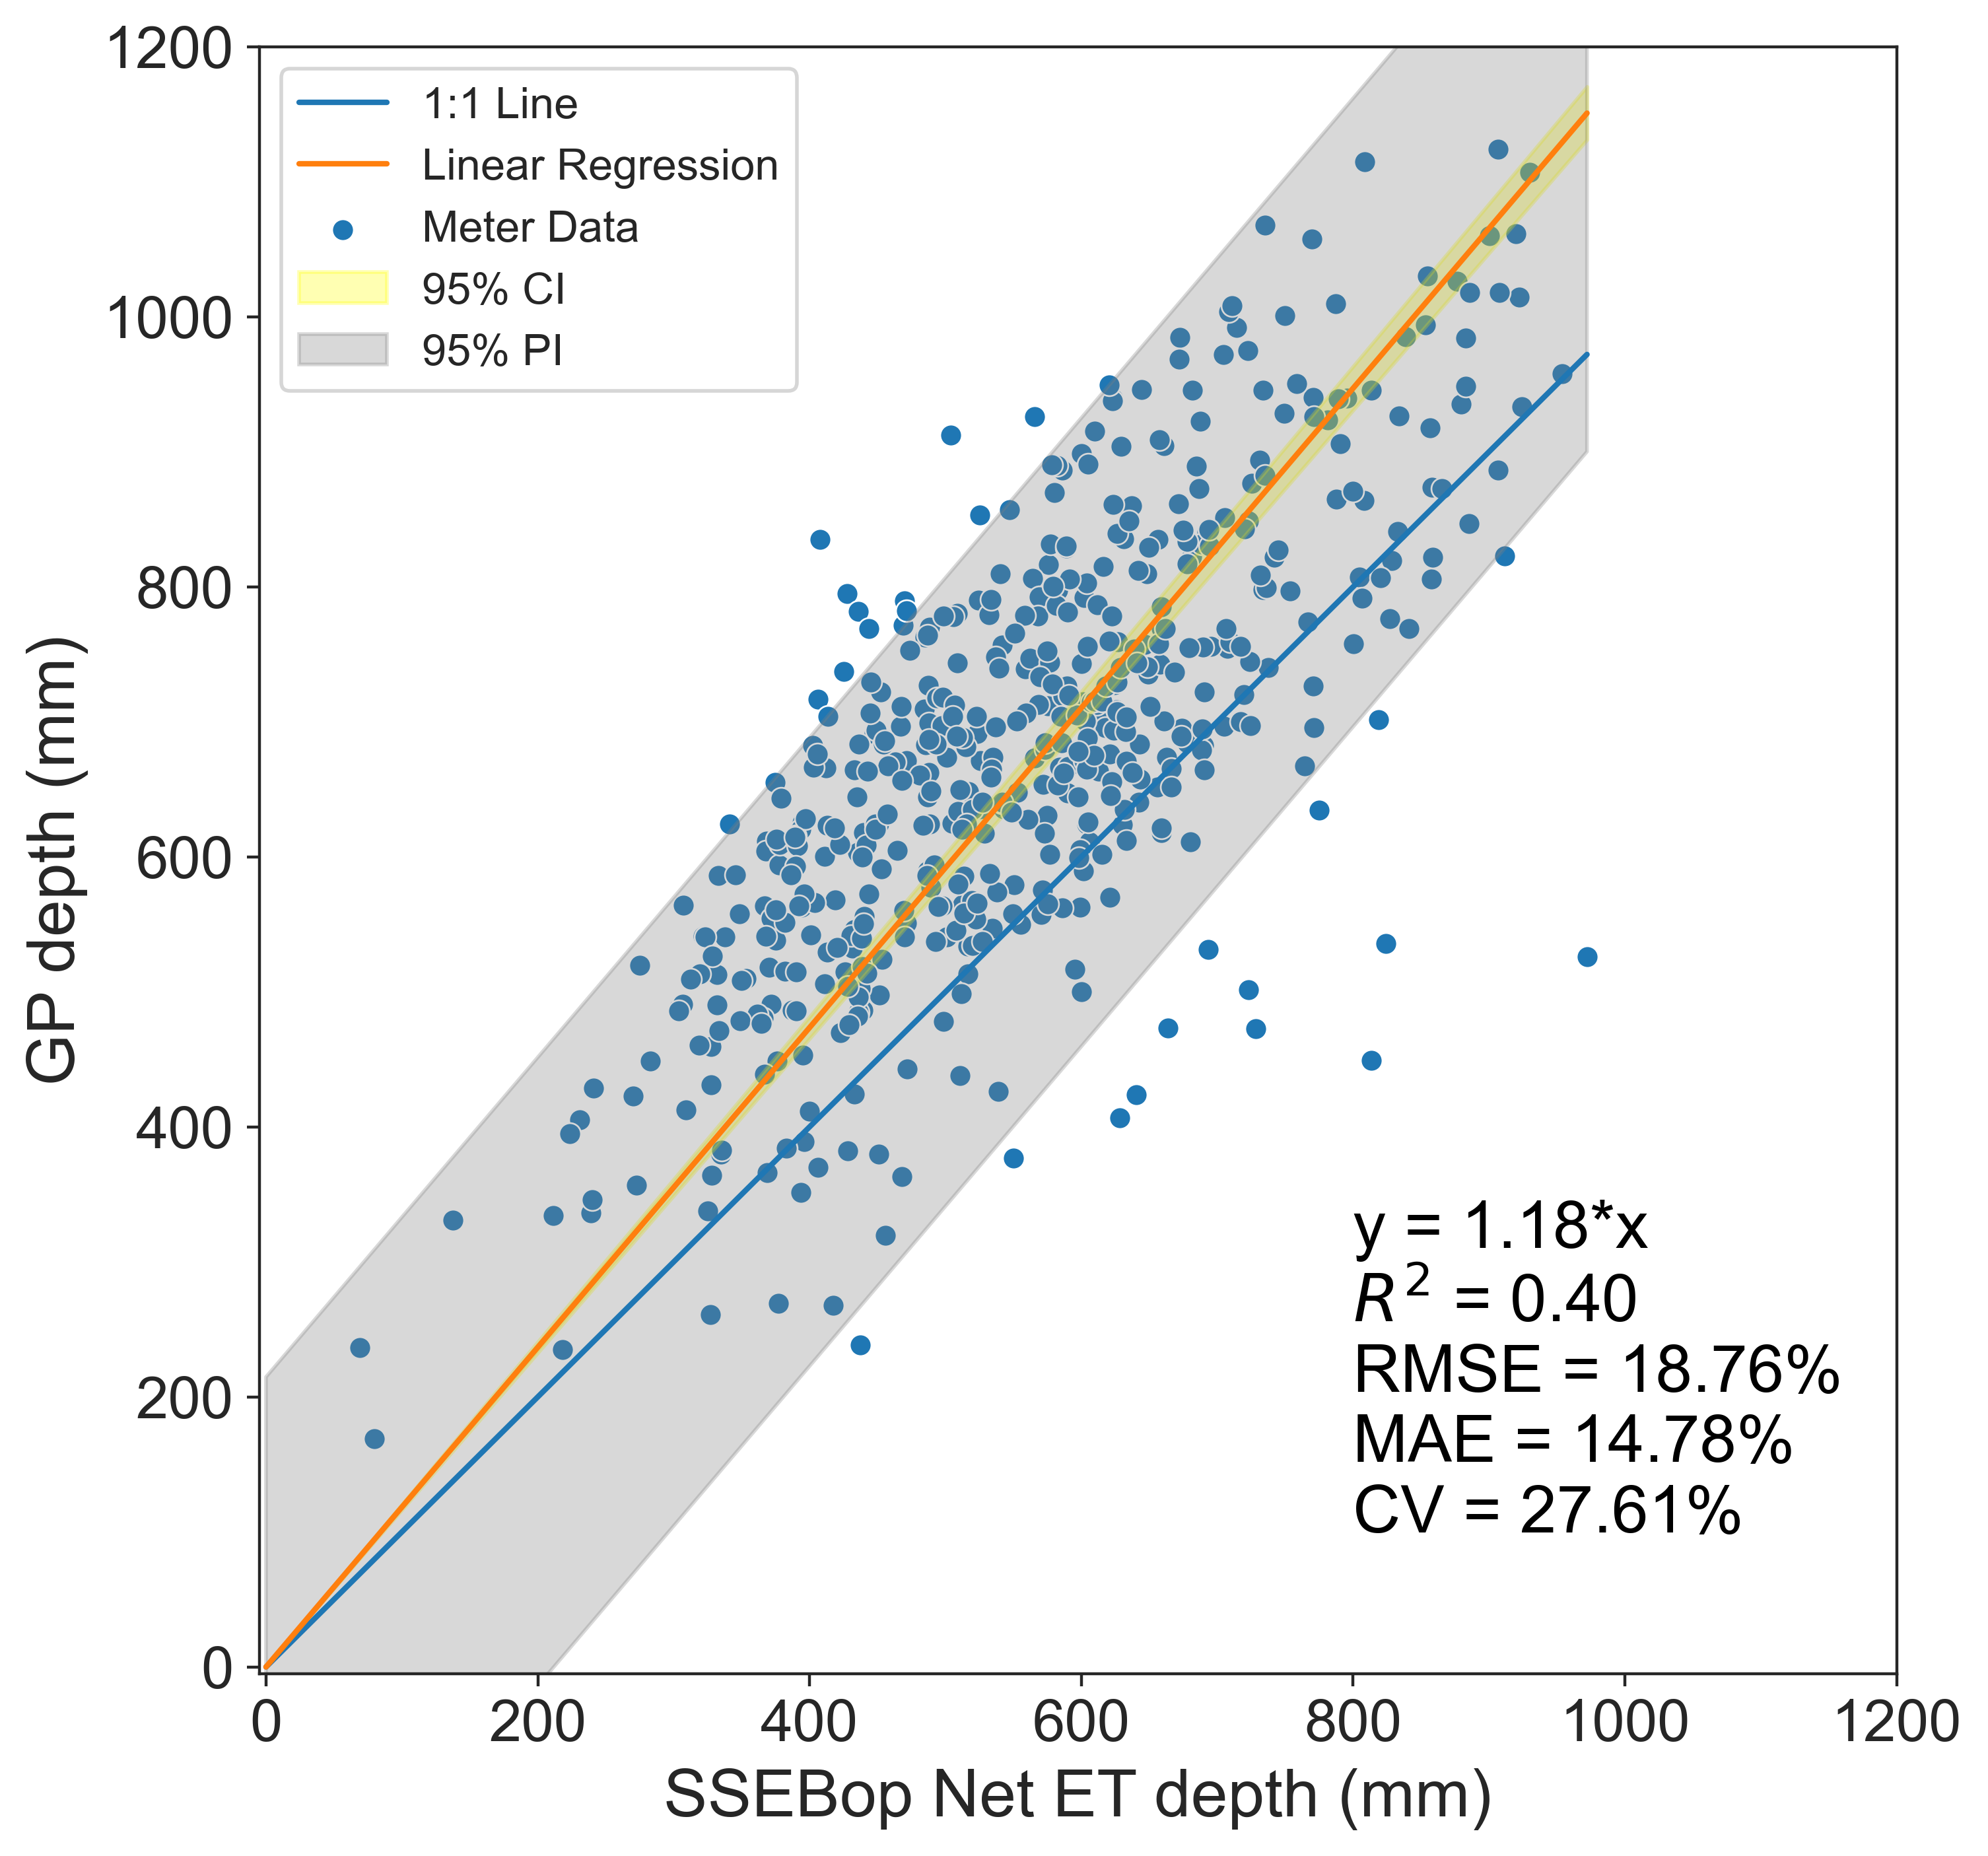 1200
1000
800
600
400
200
0
GP depth (mm)
1:1 Line
Linear Regression
Meter Data
95% CI
95% PI
y = 1.18*x
R² = 0.40
RMSE = 18.76%
MAE = 14.78%
CV = 27.61%
0 200 400 600 800 1000 1200
SSEBop Net ET depth (mm)